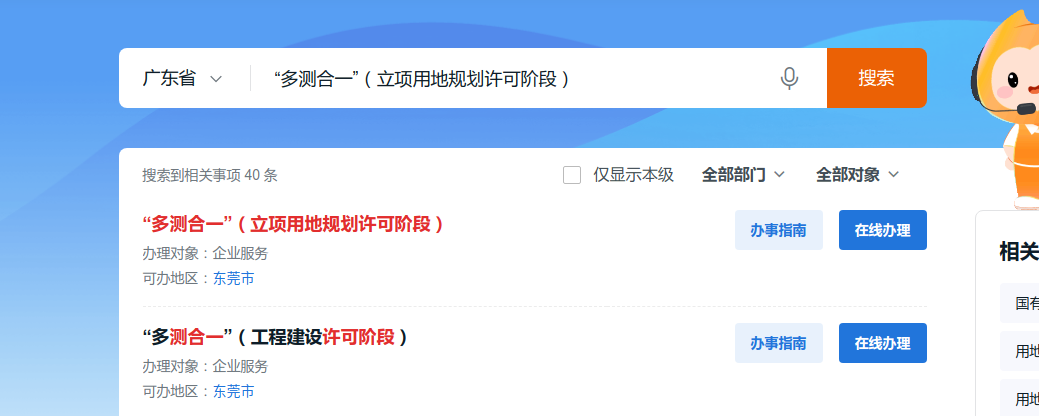 广东省 “多测合一”（立项用地规划许可阶段） 搜索
搜索到相关事项 40 条 仅显示本级 全部部门 全部对象
“多测合一”（立项用地规划许可阶段） 办事指南 在线办理
办理对象：企业服务
可办地区：东莞市
“多测合一”（工程建设许可阶段） 办事指南 在线办理
办理对象：企业服务
可办地区：东莞市
相关
国有
用地
用地